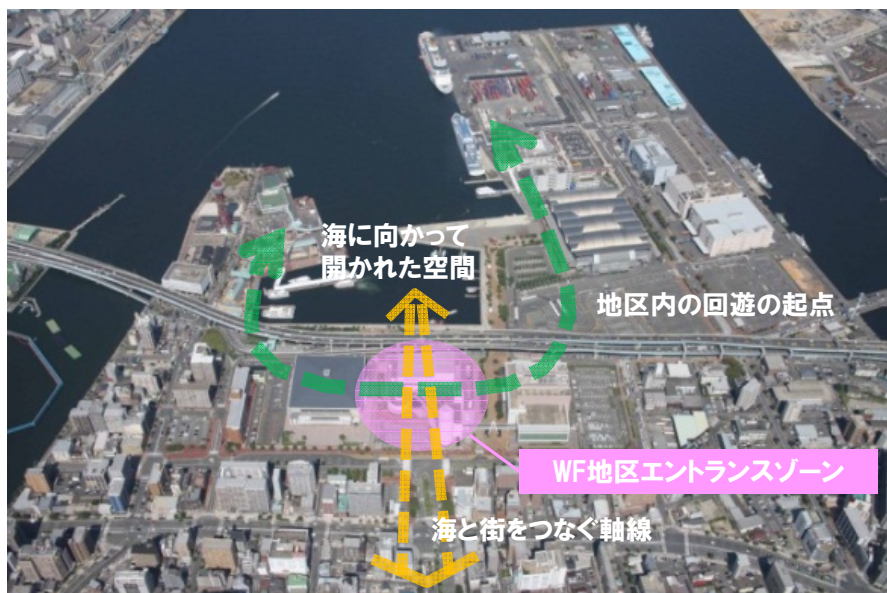 海に向かって
開かれた空間
地区内の回遊の起点
WF地区エントランスゾーン
海と街をつなぐ軸線